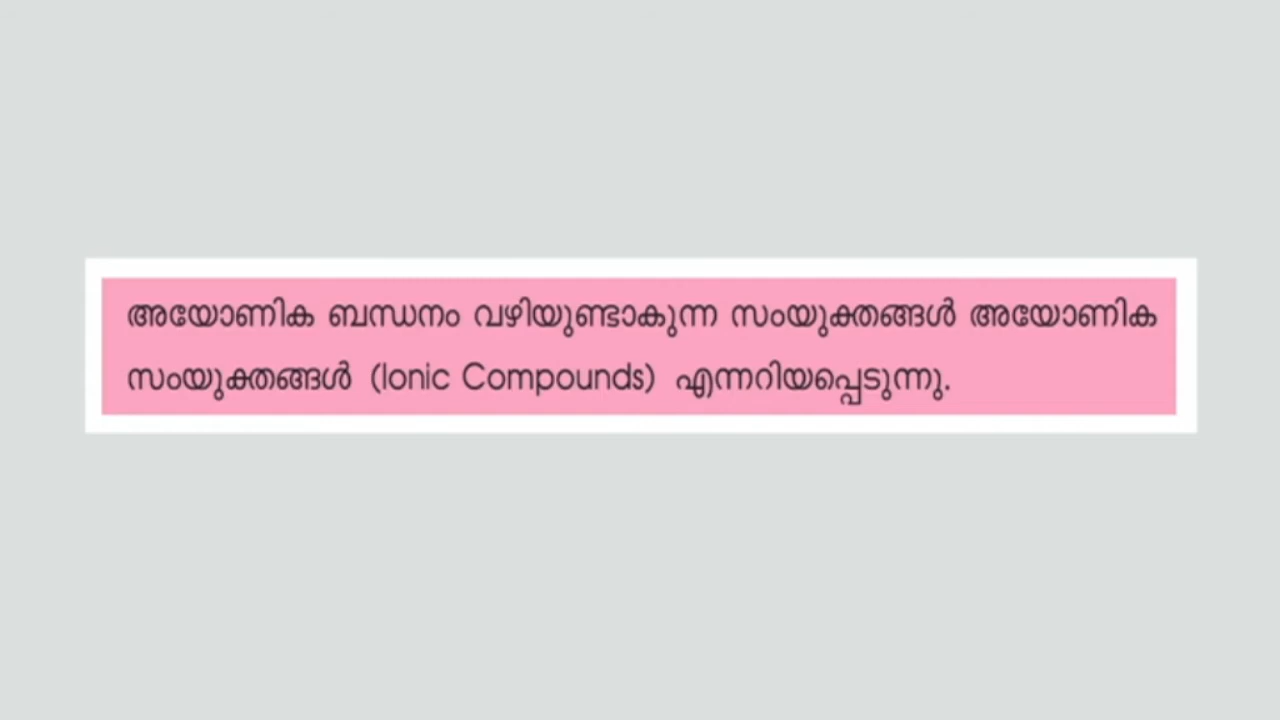 അയോണിക ബന്ധനം വഴിയുണ്ടാകുന്ന സംയുക്തങ്ങൾ അയോണിക
സംയുക്തങ്ങൾ (Ionic Compounds) എന്നറിയപ്പെടുന്നു.